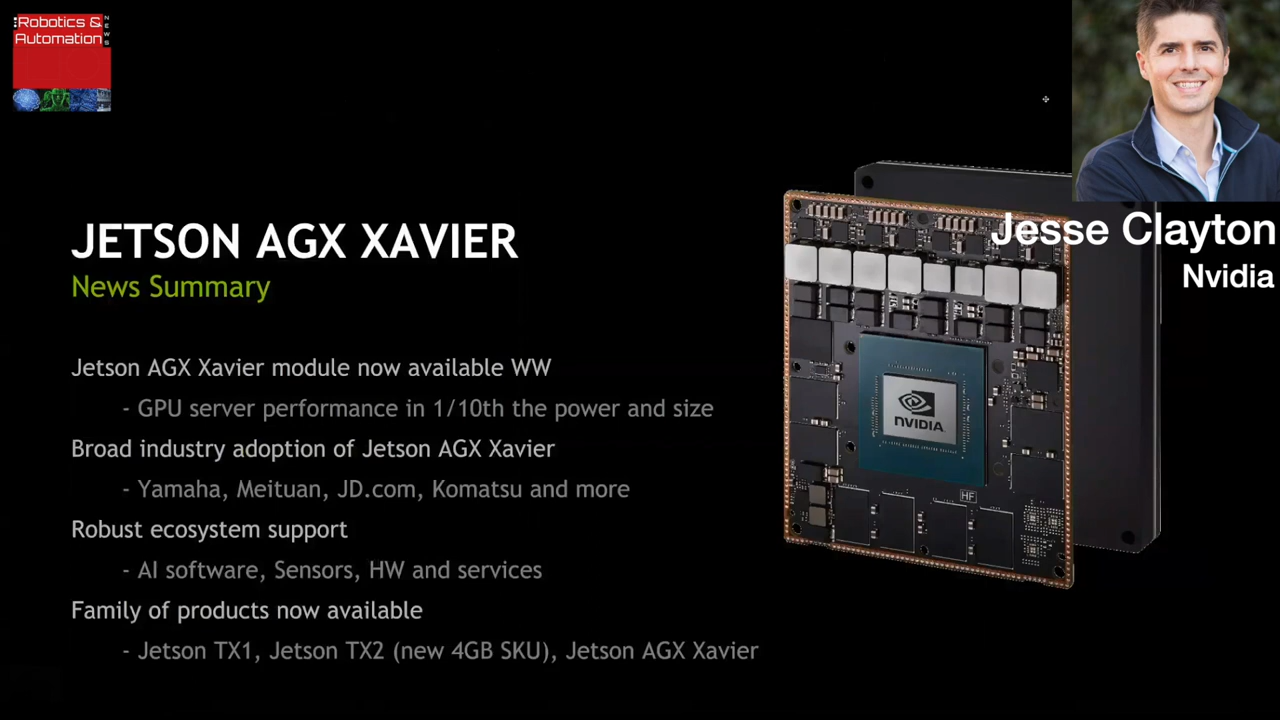 Robotics &
Automation
NEWS
Jesse Clayton
Nvidia
JETSON AGX XAVIER
News Summary
Jetson AGX Xavier module now available WW
- GPU server performance in 1/10th the power and size
Broad industry adoption of Jetson AGX Xavier
- Yamaha, Meituan, JD.com, Komatsu and more
Robust ecosystem support
- AI software, Sensors, HW and services
Family of products now available
- Jetson TX1, Jetson TX2 (new 4GB SKU), Jetson AGX Xavier
NVIDIA
HF